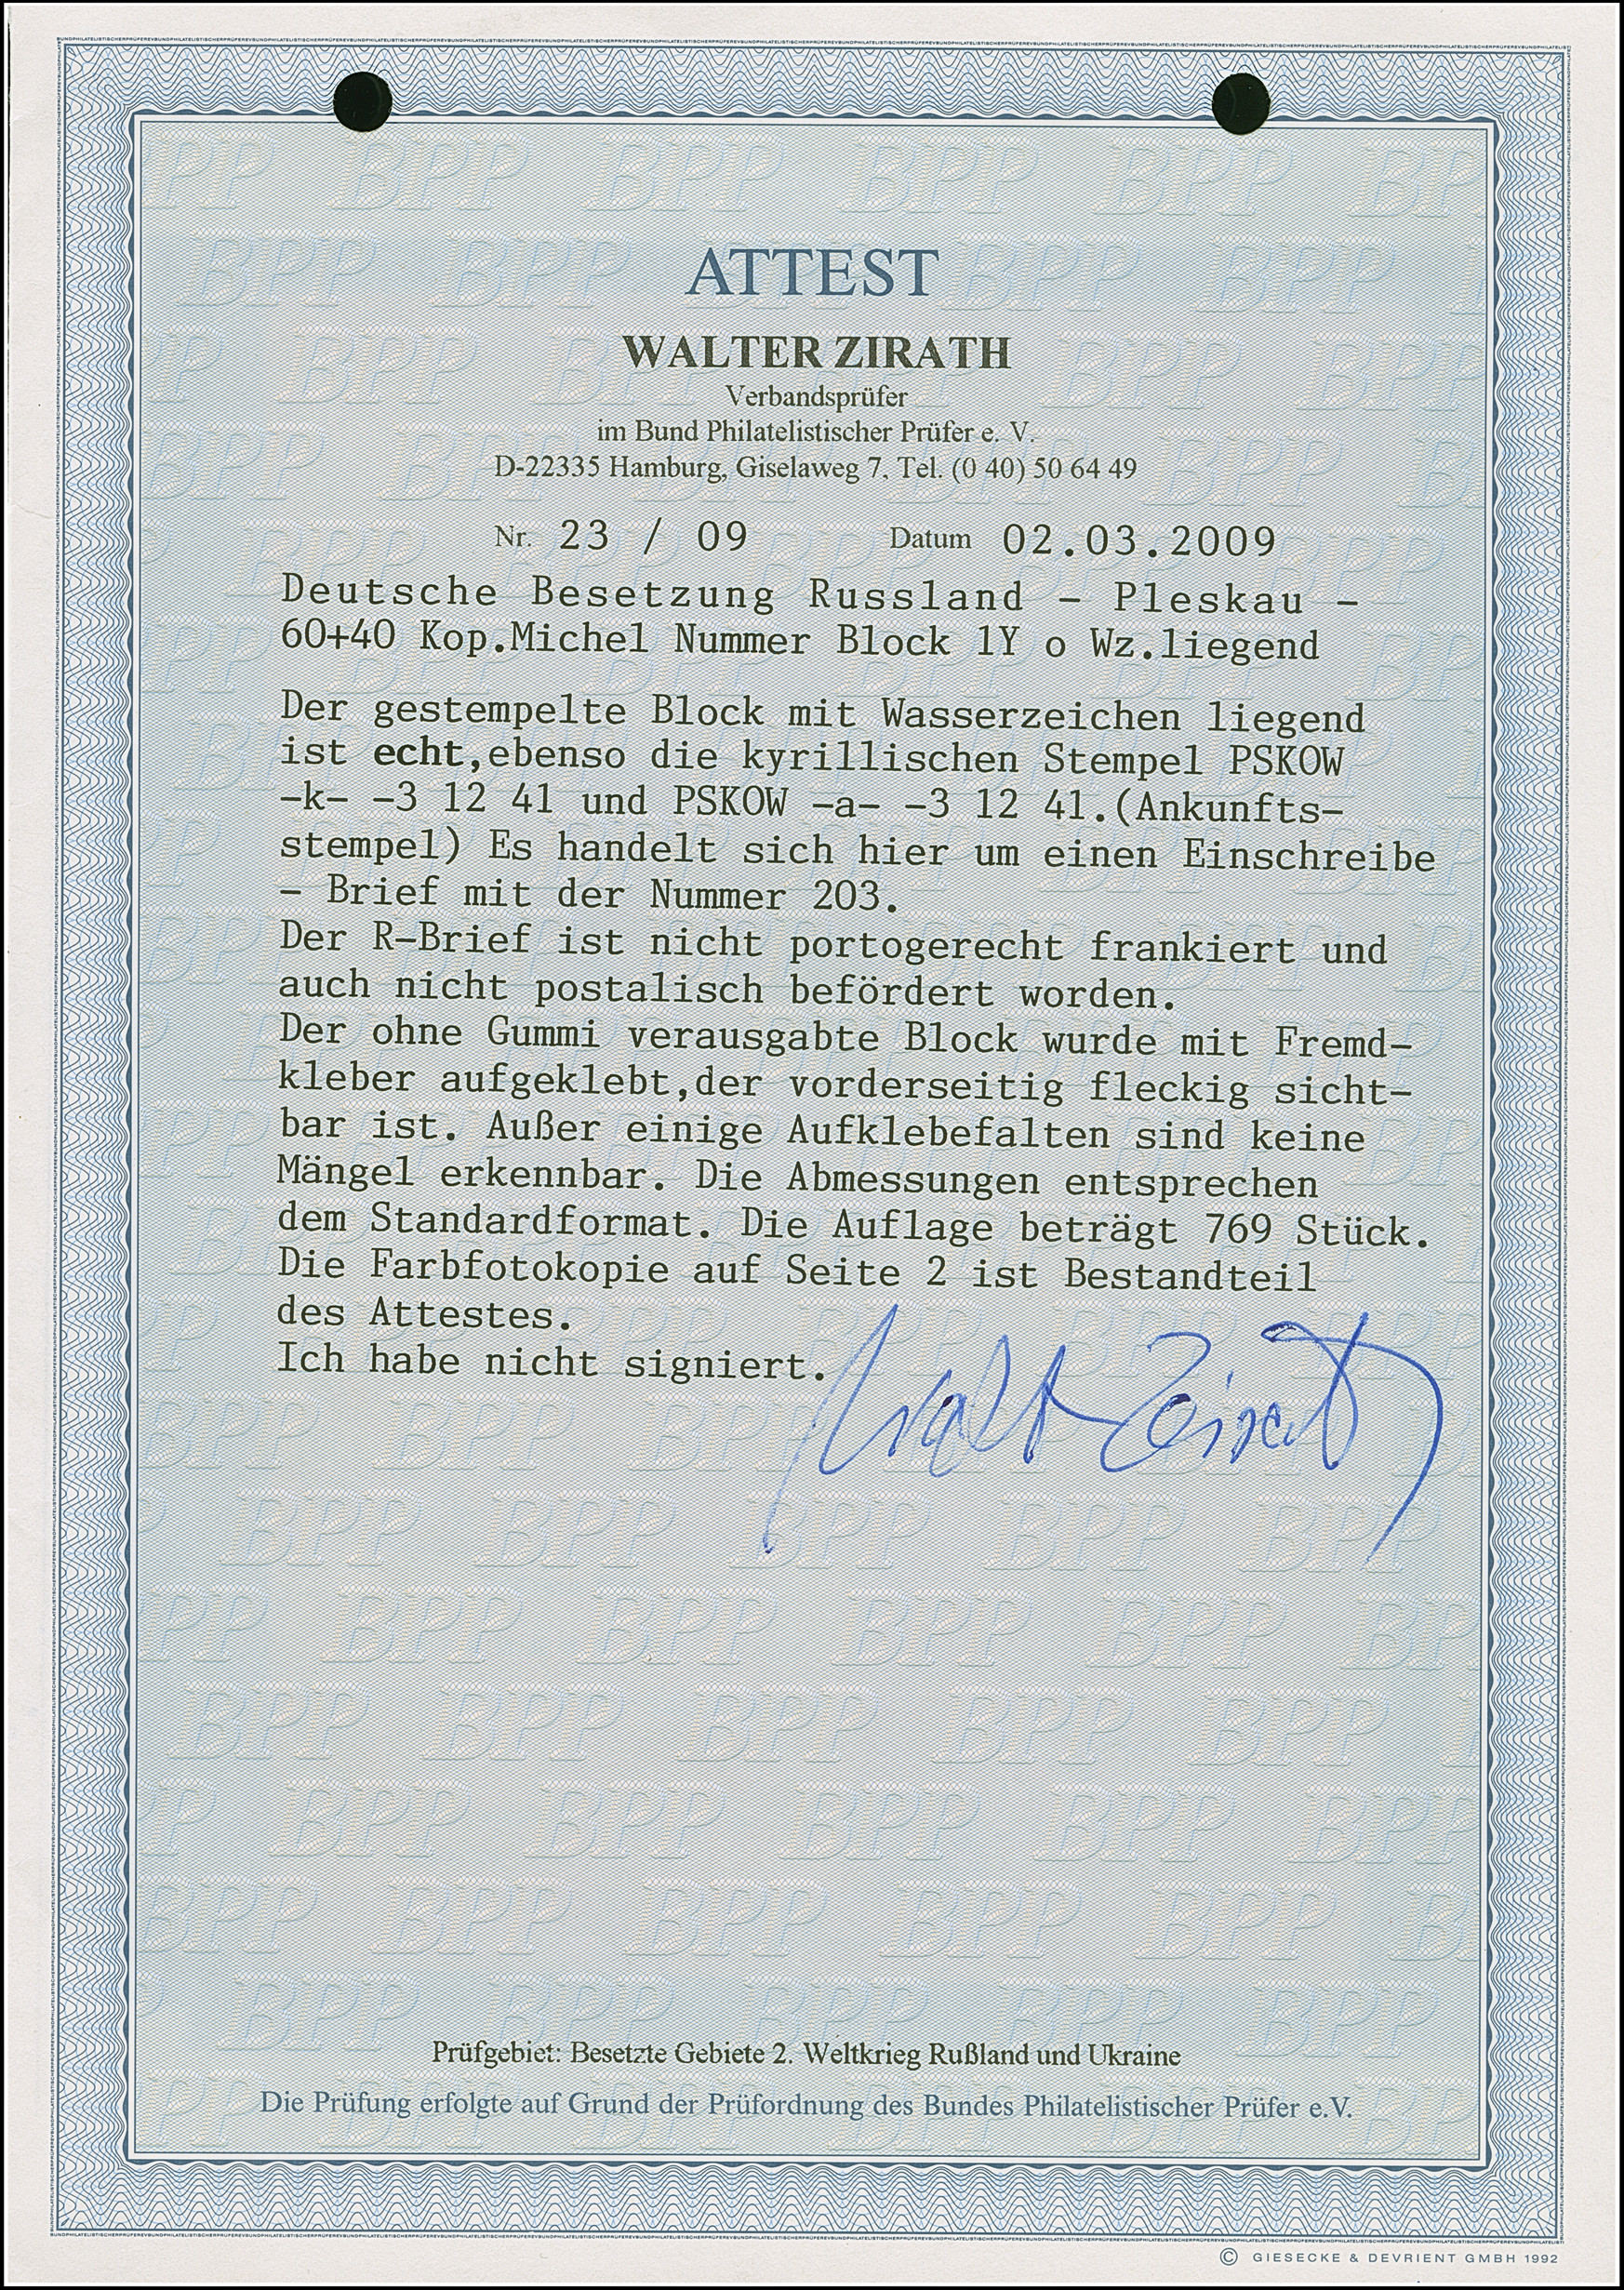 ATTEST
WALTER ZIRATH
Verbandsprüfer
im Bund Philatelistischer Prüfer e. V.
D-22335 Hamburg, Giselaweg 7, Tel. (0 40) 50 64 49
Nr. 23 / 09 Datum 02.03.2009
Deutsche Besetzung Russland - Pleskau -
60+40 Kop.Michel Nummer Block 1Y o Wz.liegend
Der gestempelte Block mit Wasserzeichen liegend
ist echt,ebenso die kyrillischen Stempel PSKOW
-k- -3 12 41 und PSKOW -a- -3 12 41.(Ankunfts-
stempel) Es handelt sich hier um einen Einschreibe
- Brief mit der Nummer 203.
Der R-Brief ist nicht portogerecht frankiert und
auch nicht postalisch befördert worden.
Der ohne Gummi verausgabte Block wurde mit Fremd-
kleber aufgeklebt,der vorderseitig fleckig sicht-
bar ist. Außer einige Aufklebefalten sind keine
Mängel erkennbar. Die Abmessungen entsprechen
dem Standardformat. Die Auflage beträgt 769 Stück.
Die Farbfotokopie auf Seite 2 ist Bestandteil
des Attestes.
Ich habe nicht signiert.
Walter Zirath
Prüfgebiet: Besetzte Gebiete 2. Weltkrieg Rußland und Ukraine
Die Prüfung erfolgte auf Grund der Prüfordnung des Bundes Philatelistischer Prüfer e.V.
© GIESECKE & DEVRIENT GMBH 1992